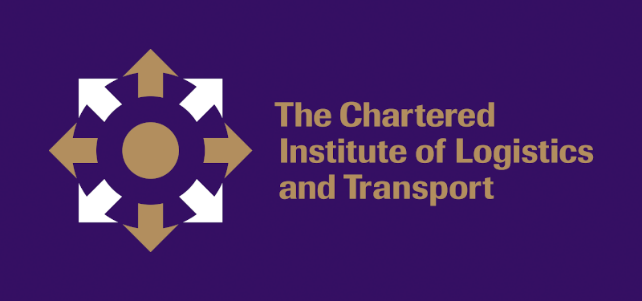 The Chartered
Institute of Logistics
and Transport